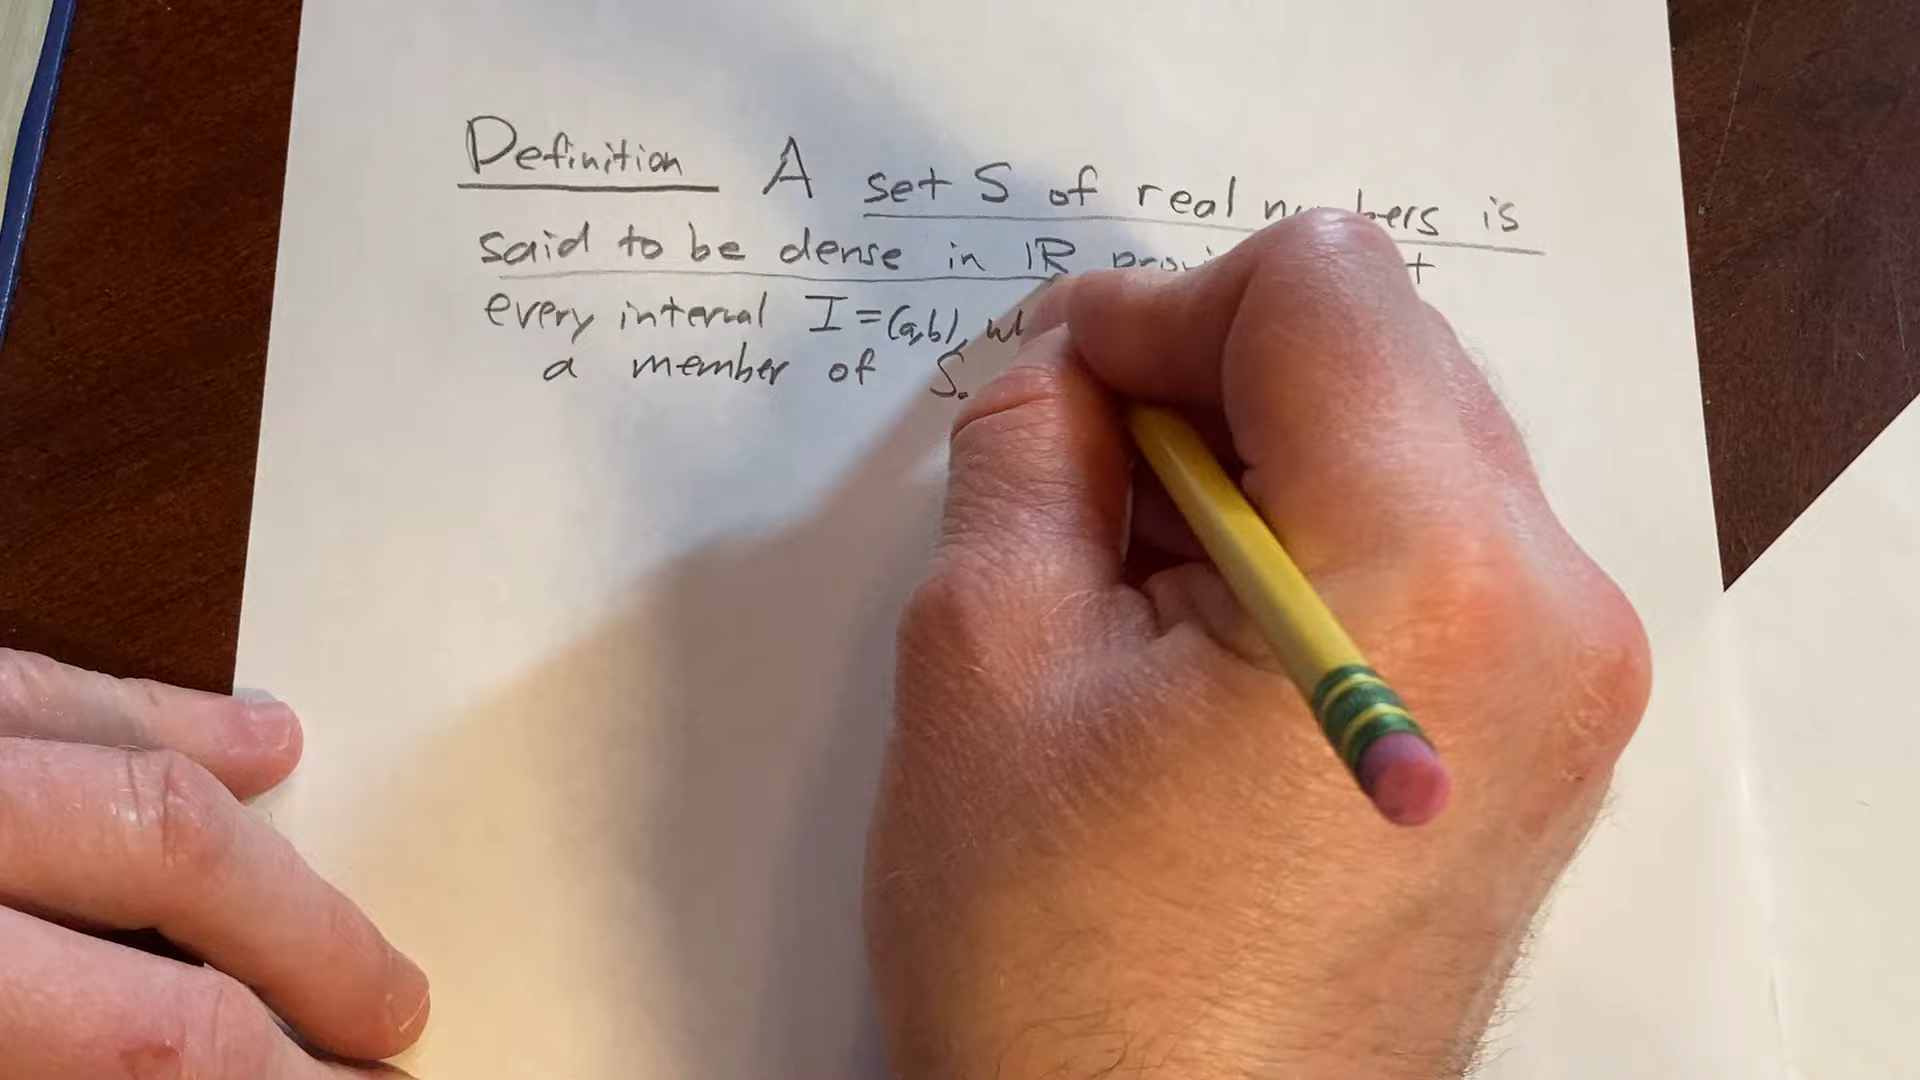 Definition A set S of real numbers is
said to be dense in ℝ
every interval I = (a,b),
a member of S.